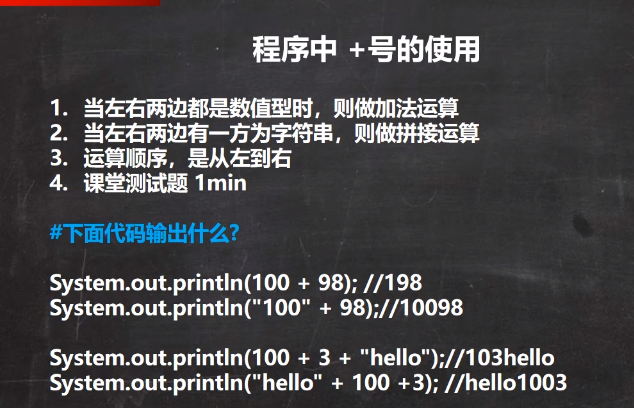 程序中 +号的使用
1. 当左右两边都是数值型时，则做加法运算
2. 当左右两边有一方为字符串，则做拼接运算
3. 运算顺序，是从左到右
4. 课堂测试题 1min
#下面代码输出什么?
System.out.println(100 + 98); //198
System.out.println("100" + 98);//10098
System.out.println(100 + 3 + "hello");//103hello
System.out.println("hello" + 100 +3); //hello1003